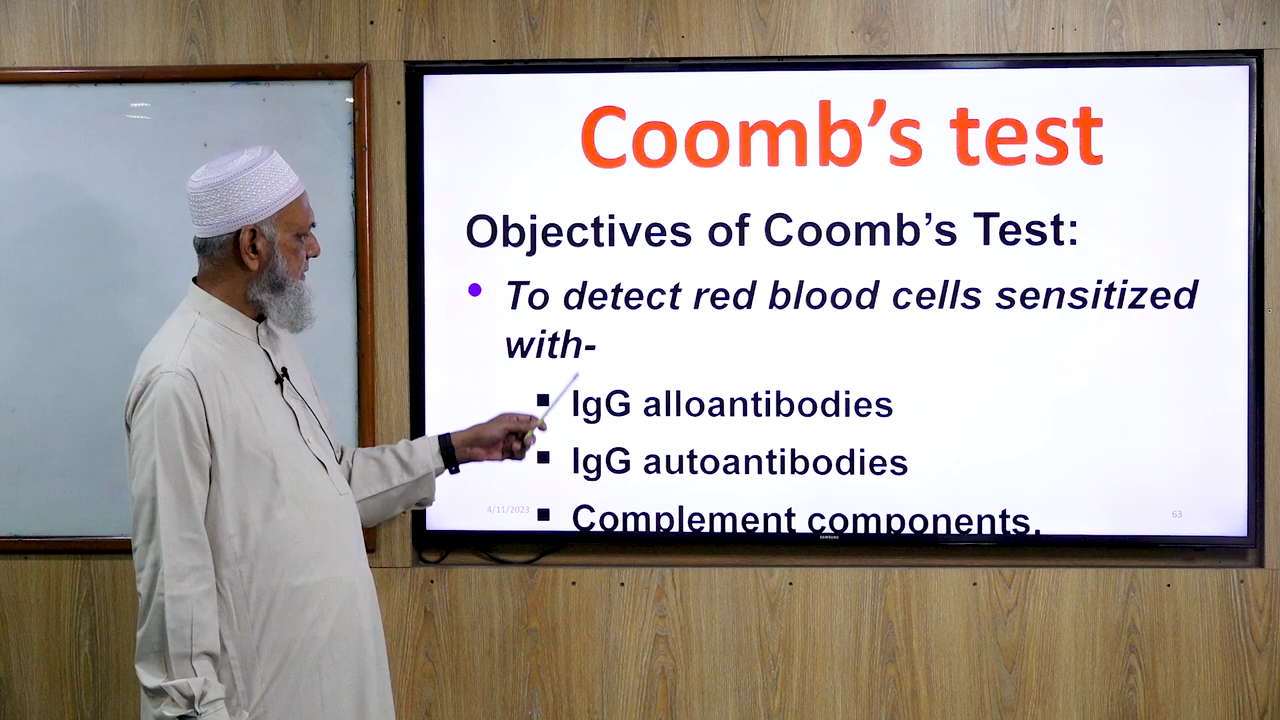 Coomb’s test
Objectives of Coomb’s Test:
• To detect red blood cells sensitized
with-
▪ IgG alloantibodies
▪ IgG autoantibodies
▪ Complement components.
4/11/2023
63
SAMSUNG